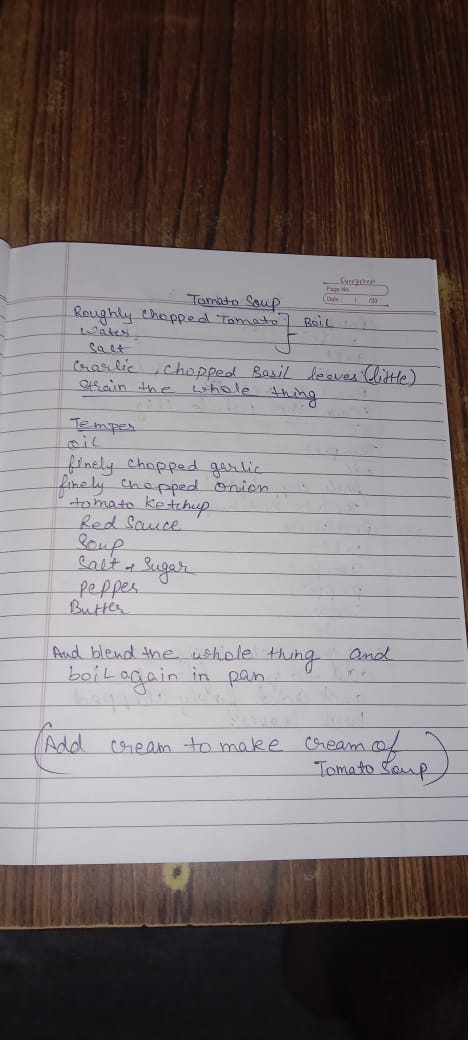 Evergreen
Page No.
Date : / /20
Tomato Soup
Roughly chopped Tomato } Boil
water
Salt
Garlic , chopped Basil leaves (little)
Strain the whole thing
Temper
oil
finely chopped garlic
finely chopped onion
tomato Ketchup
Red Sauce
Soup
Salt + Sugar
pepper
Butter
And blend the whole thing and
boil again in pan
(Add cream to make cream of
Tomato Soup)